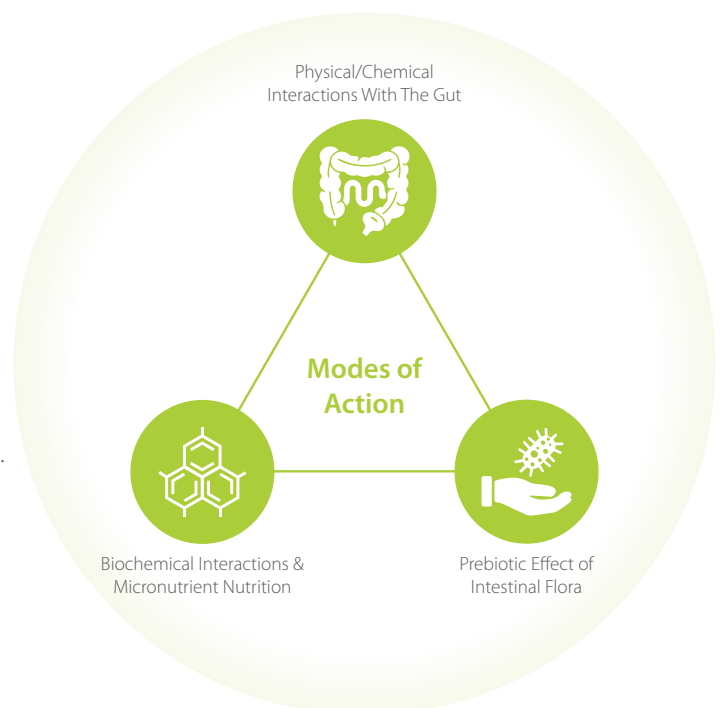 Physical/Chemical
Interactions With The Gut
Modes of
Action
.
Biochemical Interactions &
Micronutrient Nutrition
Prebiotic Effect of
Intestinal Flora